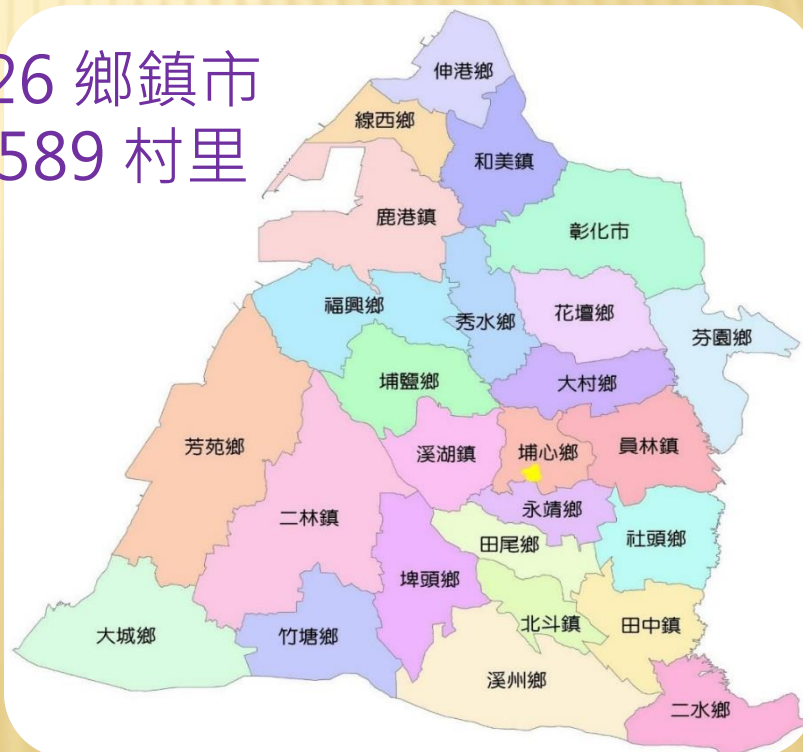 26 鄉鎮市
589 村里
伸港鄉
線西鄉
和美鎮
鹿港鎮
彰化市
福興鄉
秀水鄉
花壇鄉
芬園鄉
埔鹽鄉
大村鄉
芳苑鄉
溪湖鎮
埔心鄉
員林鎮
永靖鄉
二林鎮
田尾鄉
社頭鄉
埤頭鄉
北斗鎮
田中鎮
大城鄉
竹塘鄉
溪州鄉
二水鄉